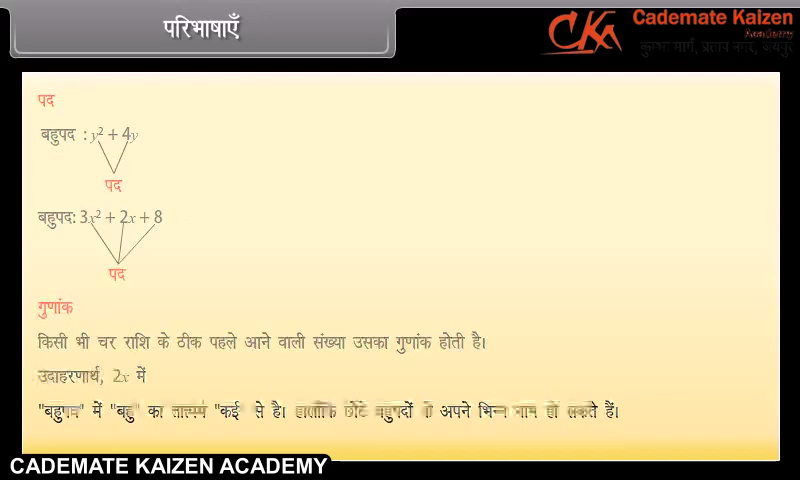 परिभाषाएँ
CKA Cademate Kaizen
Academy
कुम्भा मार्ग, प्रताप नगर, जयपुर
पद
बहुपद : y² + 4y
पद
बहुपद: 3x² + 2x + 8
पद
गुणांक
किसी भी चर राशि के ठीक पहले आने वाली संख्या उसका गुणांक होती है।
उदाहरणार्थ, 2x में
"बहुपद" में "बहु" का तात्पर्य "कई" से है। हालाँकि छोटे बहुपदों के अपने भिन्न नाम हो सकते हैं।
CADEMATE KAIZEN ACADEMY